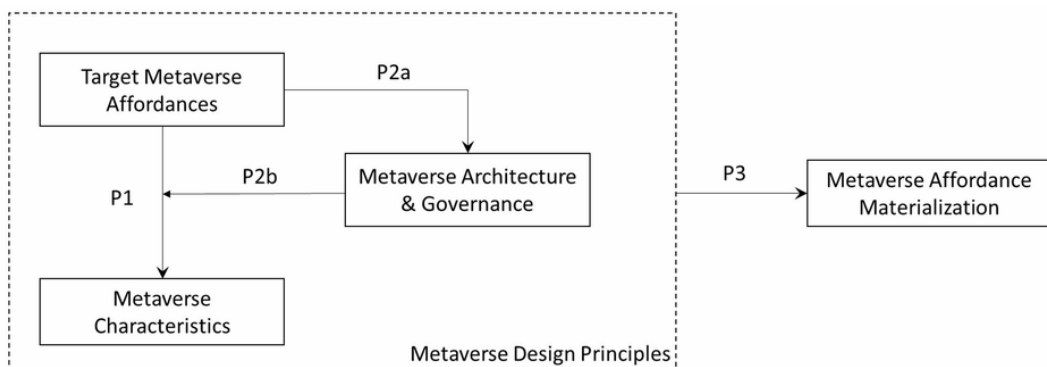 Target Metaverse
Affordances
P2a
P2b
Metaverse Architecture
& Governance
P3
Metaverse Affordance
Materialization
P1
Metaverse
Characteristics
Metaverse Design Principles